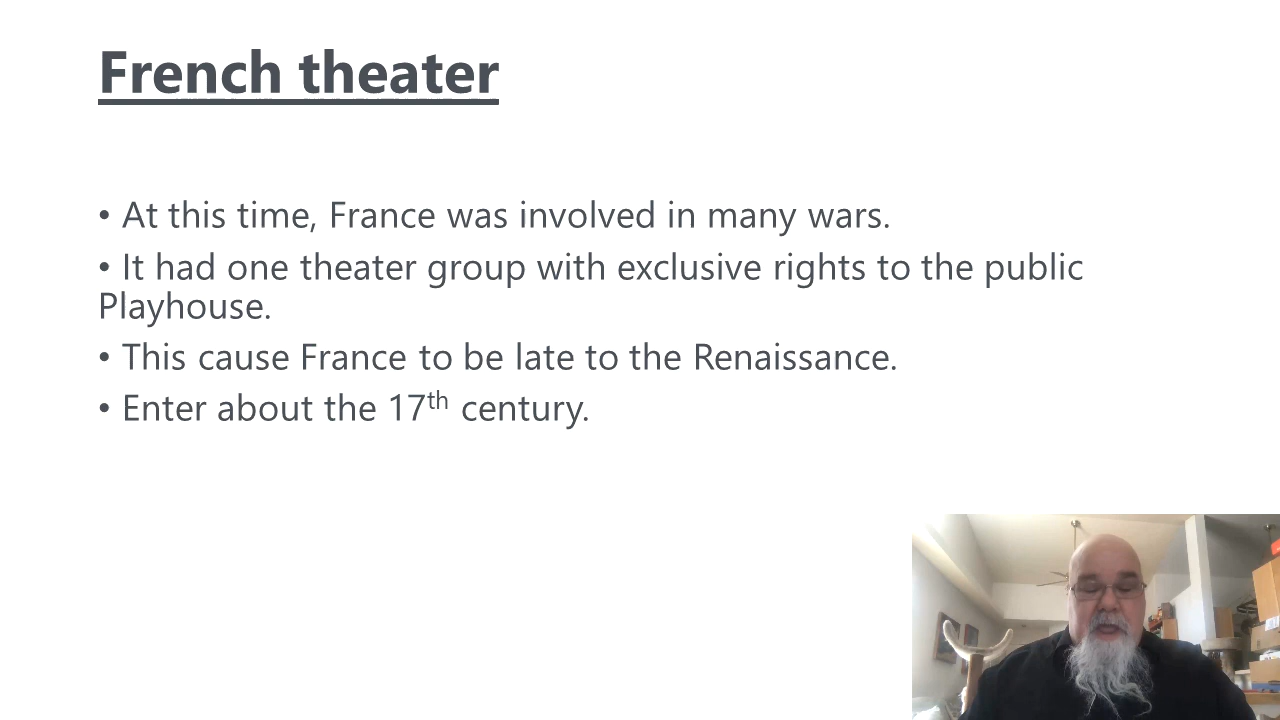 French theater
• At this time, France was involved in many wars.
• It had one theater group with exclusive rights to the public
Playhouse.
• This cause France to be late to the Renaissance.
• Enter about the 17th century.